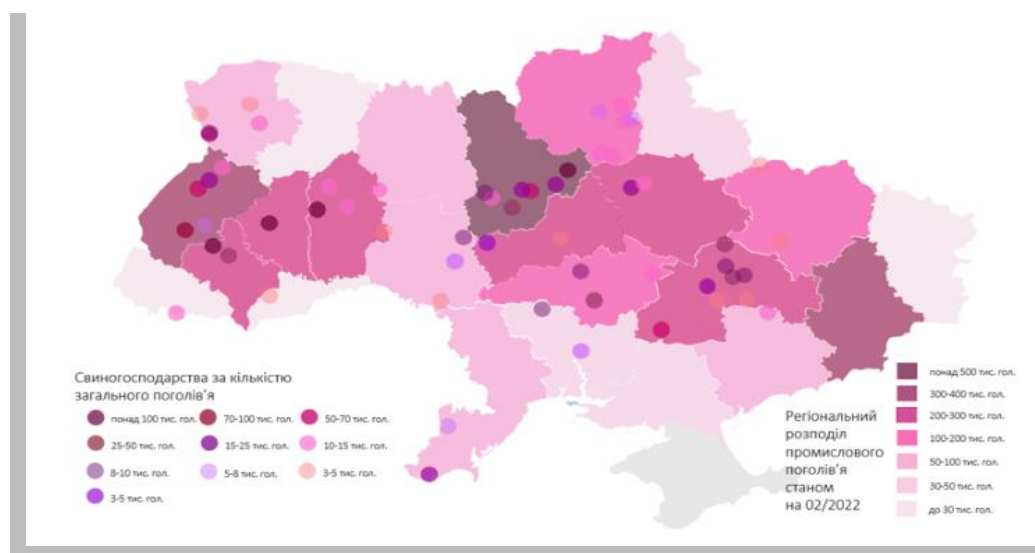 Свиногосподарства за кількістю
загального поголів'я
понад 100 тис. гол.
70-100 тис. гол.
50-70 тис. гол.
25-50 тис. гол.
15-25 тис. гол.
10-15 тис. гол.
8-10 тис. гол.
5-8 тис. гол.
3-5 тис. гол.
3-5 тис. гол.
Регіональний
розподіл
промислового
поголів'я
станом
на 02/2022
понад 500 тис. гол.
300-400 тис. гол.
200-300 тис. гол.
100-200 тис. гол.
50-100 тис. гол.
30-50 тис. гол.
до 30 тис. гол.